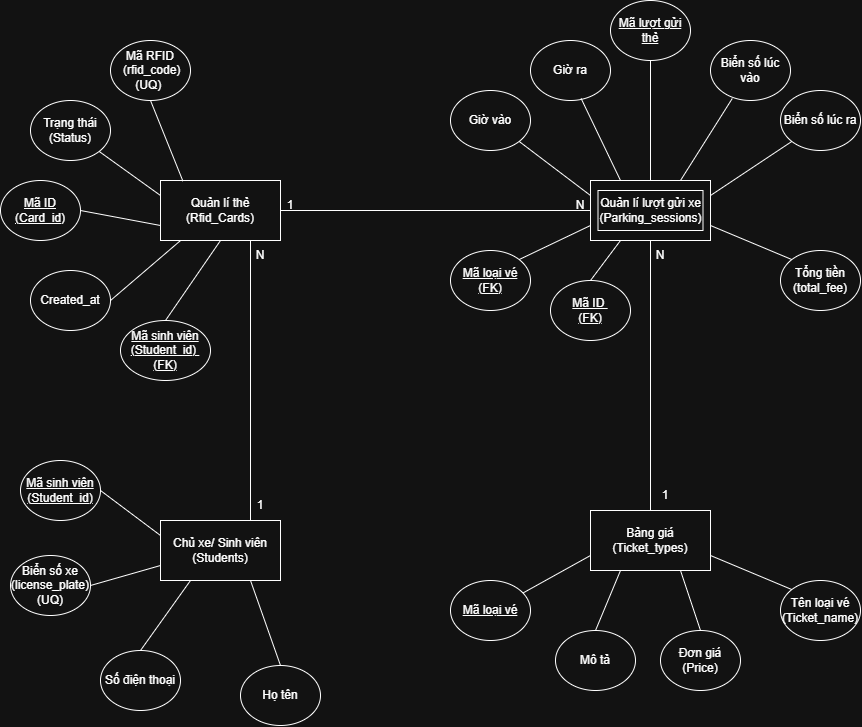 Mã lượt gửi
thẻ
Mã RFID
(rfid_code)
(UQ)
Giờ ra
Biển số lúc
vào
Trạng thái
(Status)
Giờ vào
Biển số lúc ra
Mã ID
(Card_id)
Quản lí thẻ
(Rfid_Cards)
1
N
Quản lí lượt gửi xe
(Parking_sessions)
N
N
Created_at
Mã loại vé
(FK)
Mã ID
(FK)
Tổng tiền
(total_fee)
Mã sinh viên
(Student_id)
(FK)
Mã sinh viên
(Student_id)
1
1
Chủ xe/ Sinh viên
(Students)
Bảng giá
(Ticket_types)
Biển số xe
(license_plate)
(UQ)
Mã loại vé
Tên loại vé
(Ticket_name)
Số điện thoại
Họ tên
Mô tả
Đơn giá
(Price)